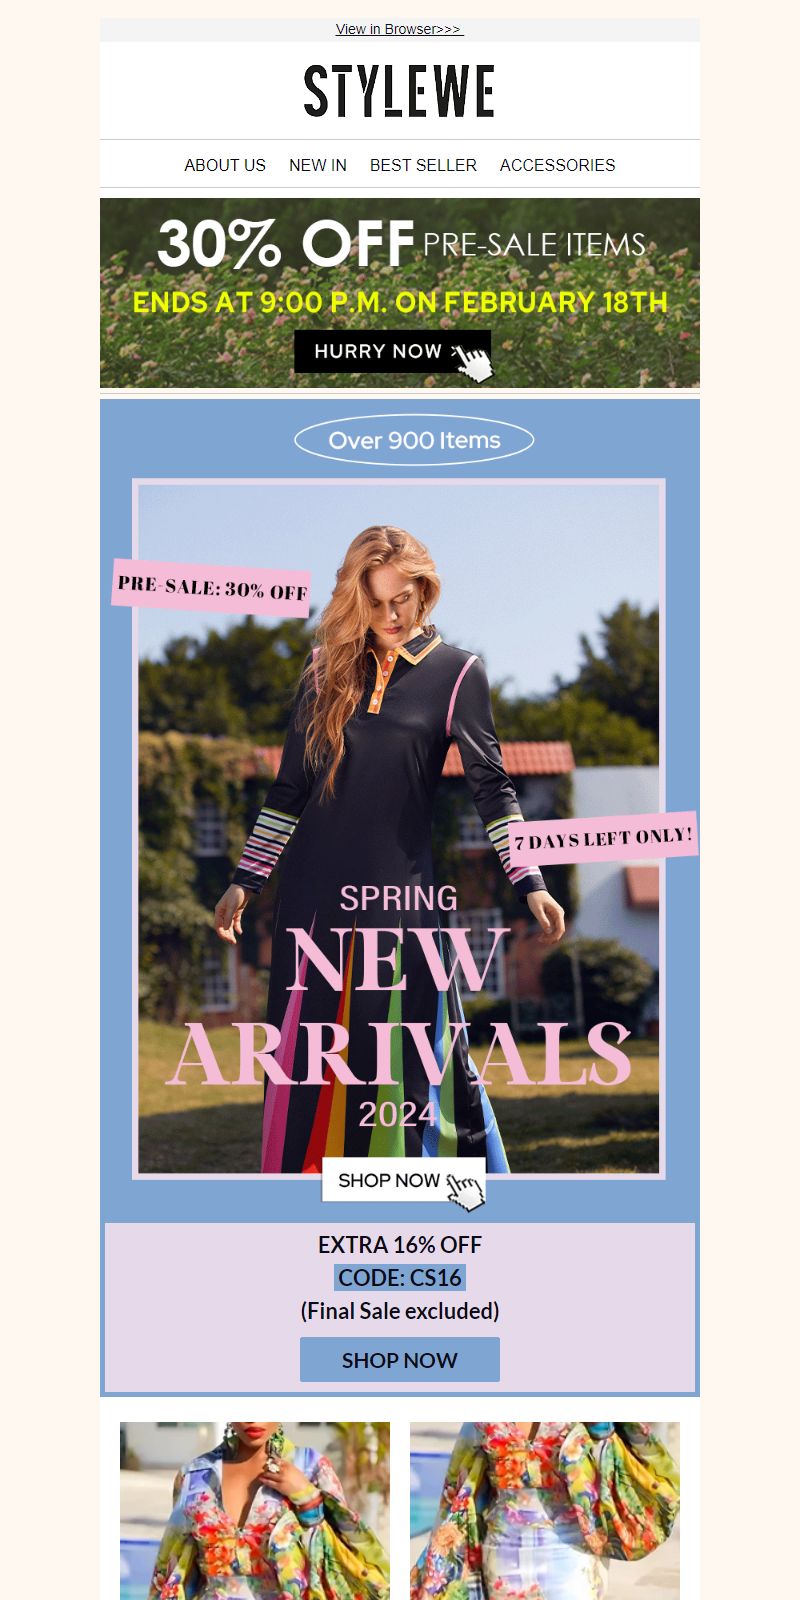 View in Browser>>>
STYLEWE
ABOUT US NEW IN BEST SELLER ACCESSORIES
30% OFF PRE-SALE ITEMS
ENDS AT 9:00 P.M. ON FEBRUARY 18TH
HURRY NOW >
Over 900 Items
PRE-SALE: 30% OFF
7 DAYS LEFT ONLY!
SPRING
NEW
ARRIVALS
2024
SHOP NOW
EXTRA 16% OFF
CODE: CS16
(Final Sale excluded)
SHOP NOW